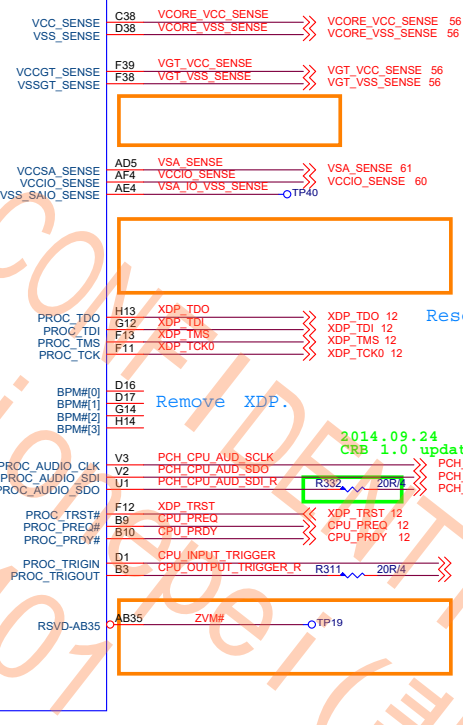 VCC_SENSE C38 VCORE_VCC_SENSE VCORE_VCC_SENSE 56
VSS_SENSE D38 VCORE_VSS_SENSE VCORE_VSS_SENSE 56
VCCGT_SENSE F39 VGT_VCC_SENSE VGT_VCC_SENSE 56
VSSGT_SENSE F38 VGT_VSS_SENSE VGT_VSS_SENSE 56
VCCSA_SENSE AD5 VSA_SENSE VSA_SENSE 61
VCCIO_SENSE AF4 VCCIO_SENSE VCCIO_SENSE 60
VSS_SAIO_SENSE AE4 VSA_IO_VSS_SENSE TP40
PROC_TDO H13 XDP_TDO XDP_TDO 12
PROC_TDI G12 XDP_TDI XDP_TDI 12
PROC_TMS F13 XDP_TMS XDP_TMS 12
PROC_TCK F11 XDP_TCK0 XDP_TCK0 12
Rese
BPM#[0] D16
BPM#[1] D17
BPM#[2] G14
BPM#[3] H14
Remove XDP.
2014.09.24
CRB 1.0 updat
PROC_AUDIO_CLK V3 PCH_CPU_AUD_SCLK PCH_
PROC_AUDIO_SDI V2 PCH_CPU_AUD_SDO PCH_
PROC_AUDIO_SDO U1 PCH_CPU_AUD_SDI_R R332 20R/4 PCH_
PROC_TRST# F12 XDP_TRST XDP_TRST 12
PROC_PREQ# B9 CPU_PREQ CPU_PREQ 12
PROC_PRDY# B10 CPU_PRDY CPU_PRDY 12
PROC_TRIGIN D1 CPU_INPUT_TRIGGER
PROC_TRIGOUT B3 CPU_OUTPUT_TRIGGER_R R311 20R/4
RSVD-AB35 AB35 ZVM# TP19